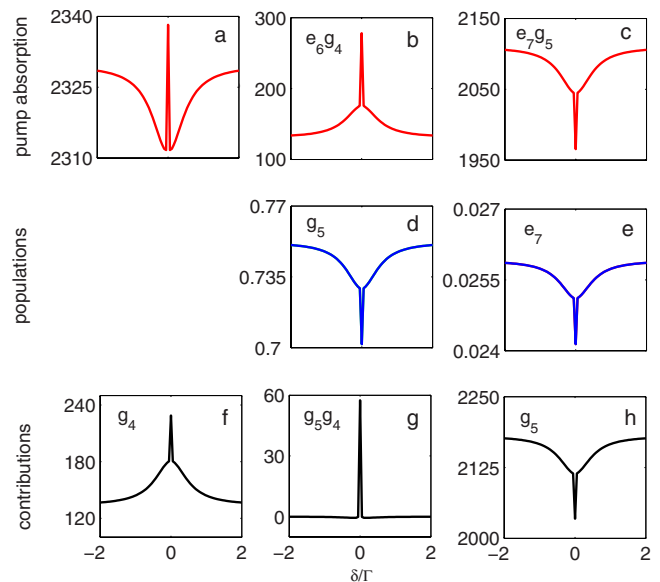 pump absorption
2340
2325
2310
a
300
200
100
e6g4
b
2150
2050
1950
e7g5
c
populations
0.77
0.735
0.7
g5
d
0.027
0.0255
0.024
e7
e
contributions
240
180
120
g4
f
−2 0 2
60
30
0
g5g4
g
−2 0 2
δ/Γ
2250
2125
2000
g5
h
−2 0 2